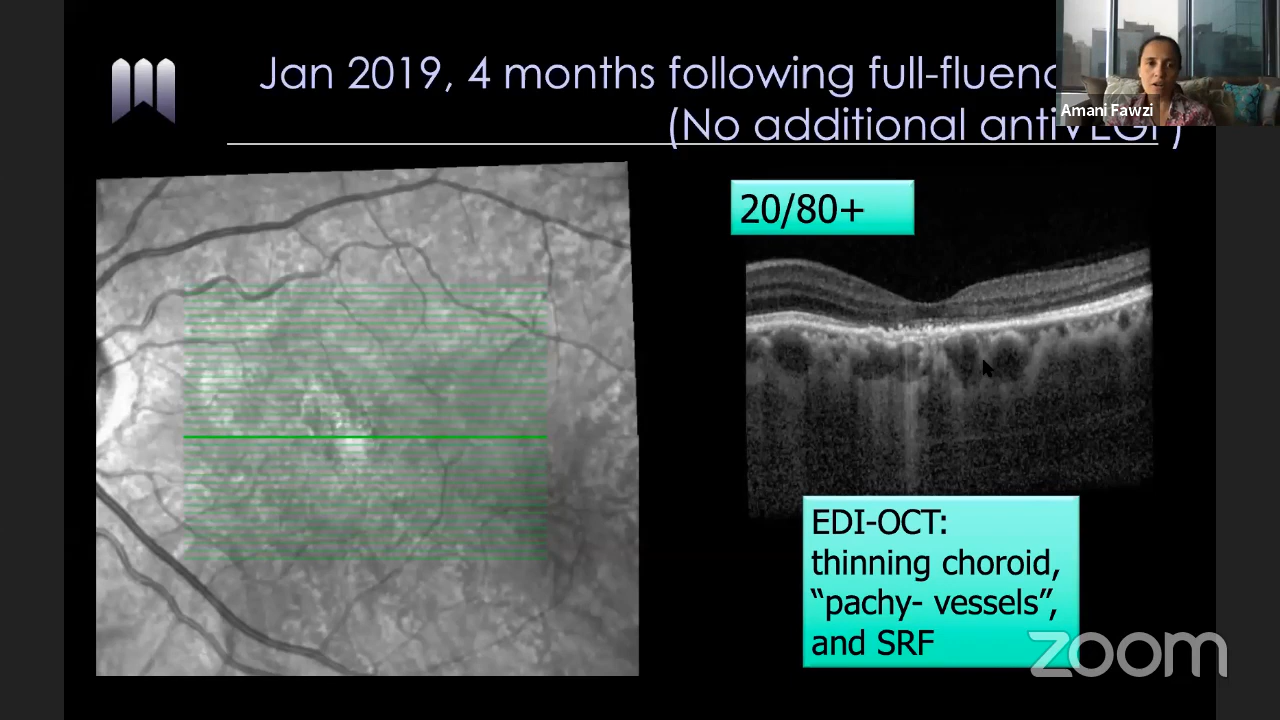 Jan 2019, 4 months following full-fluenc
(No additional antiVEGF)
Amani Fawzi
20/80+
EDI-OCT:
thinning choroid,
“pachy- vessels”,
and SRF
zoom